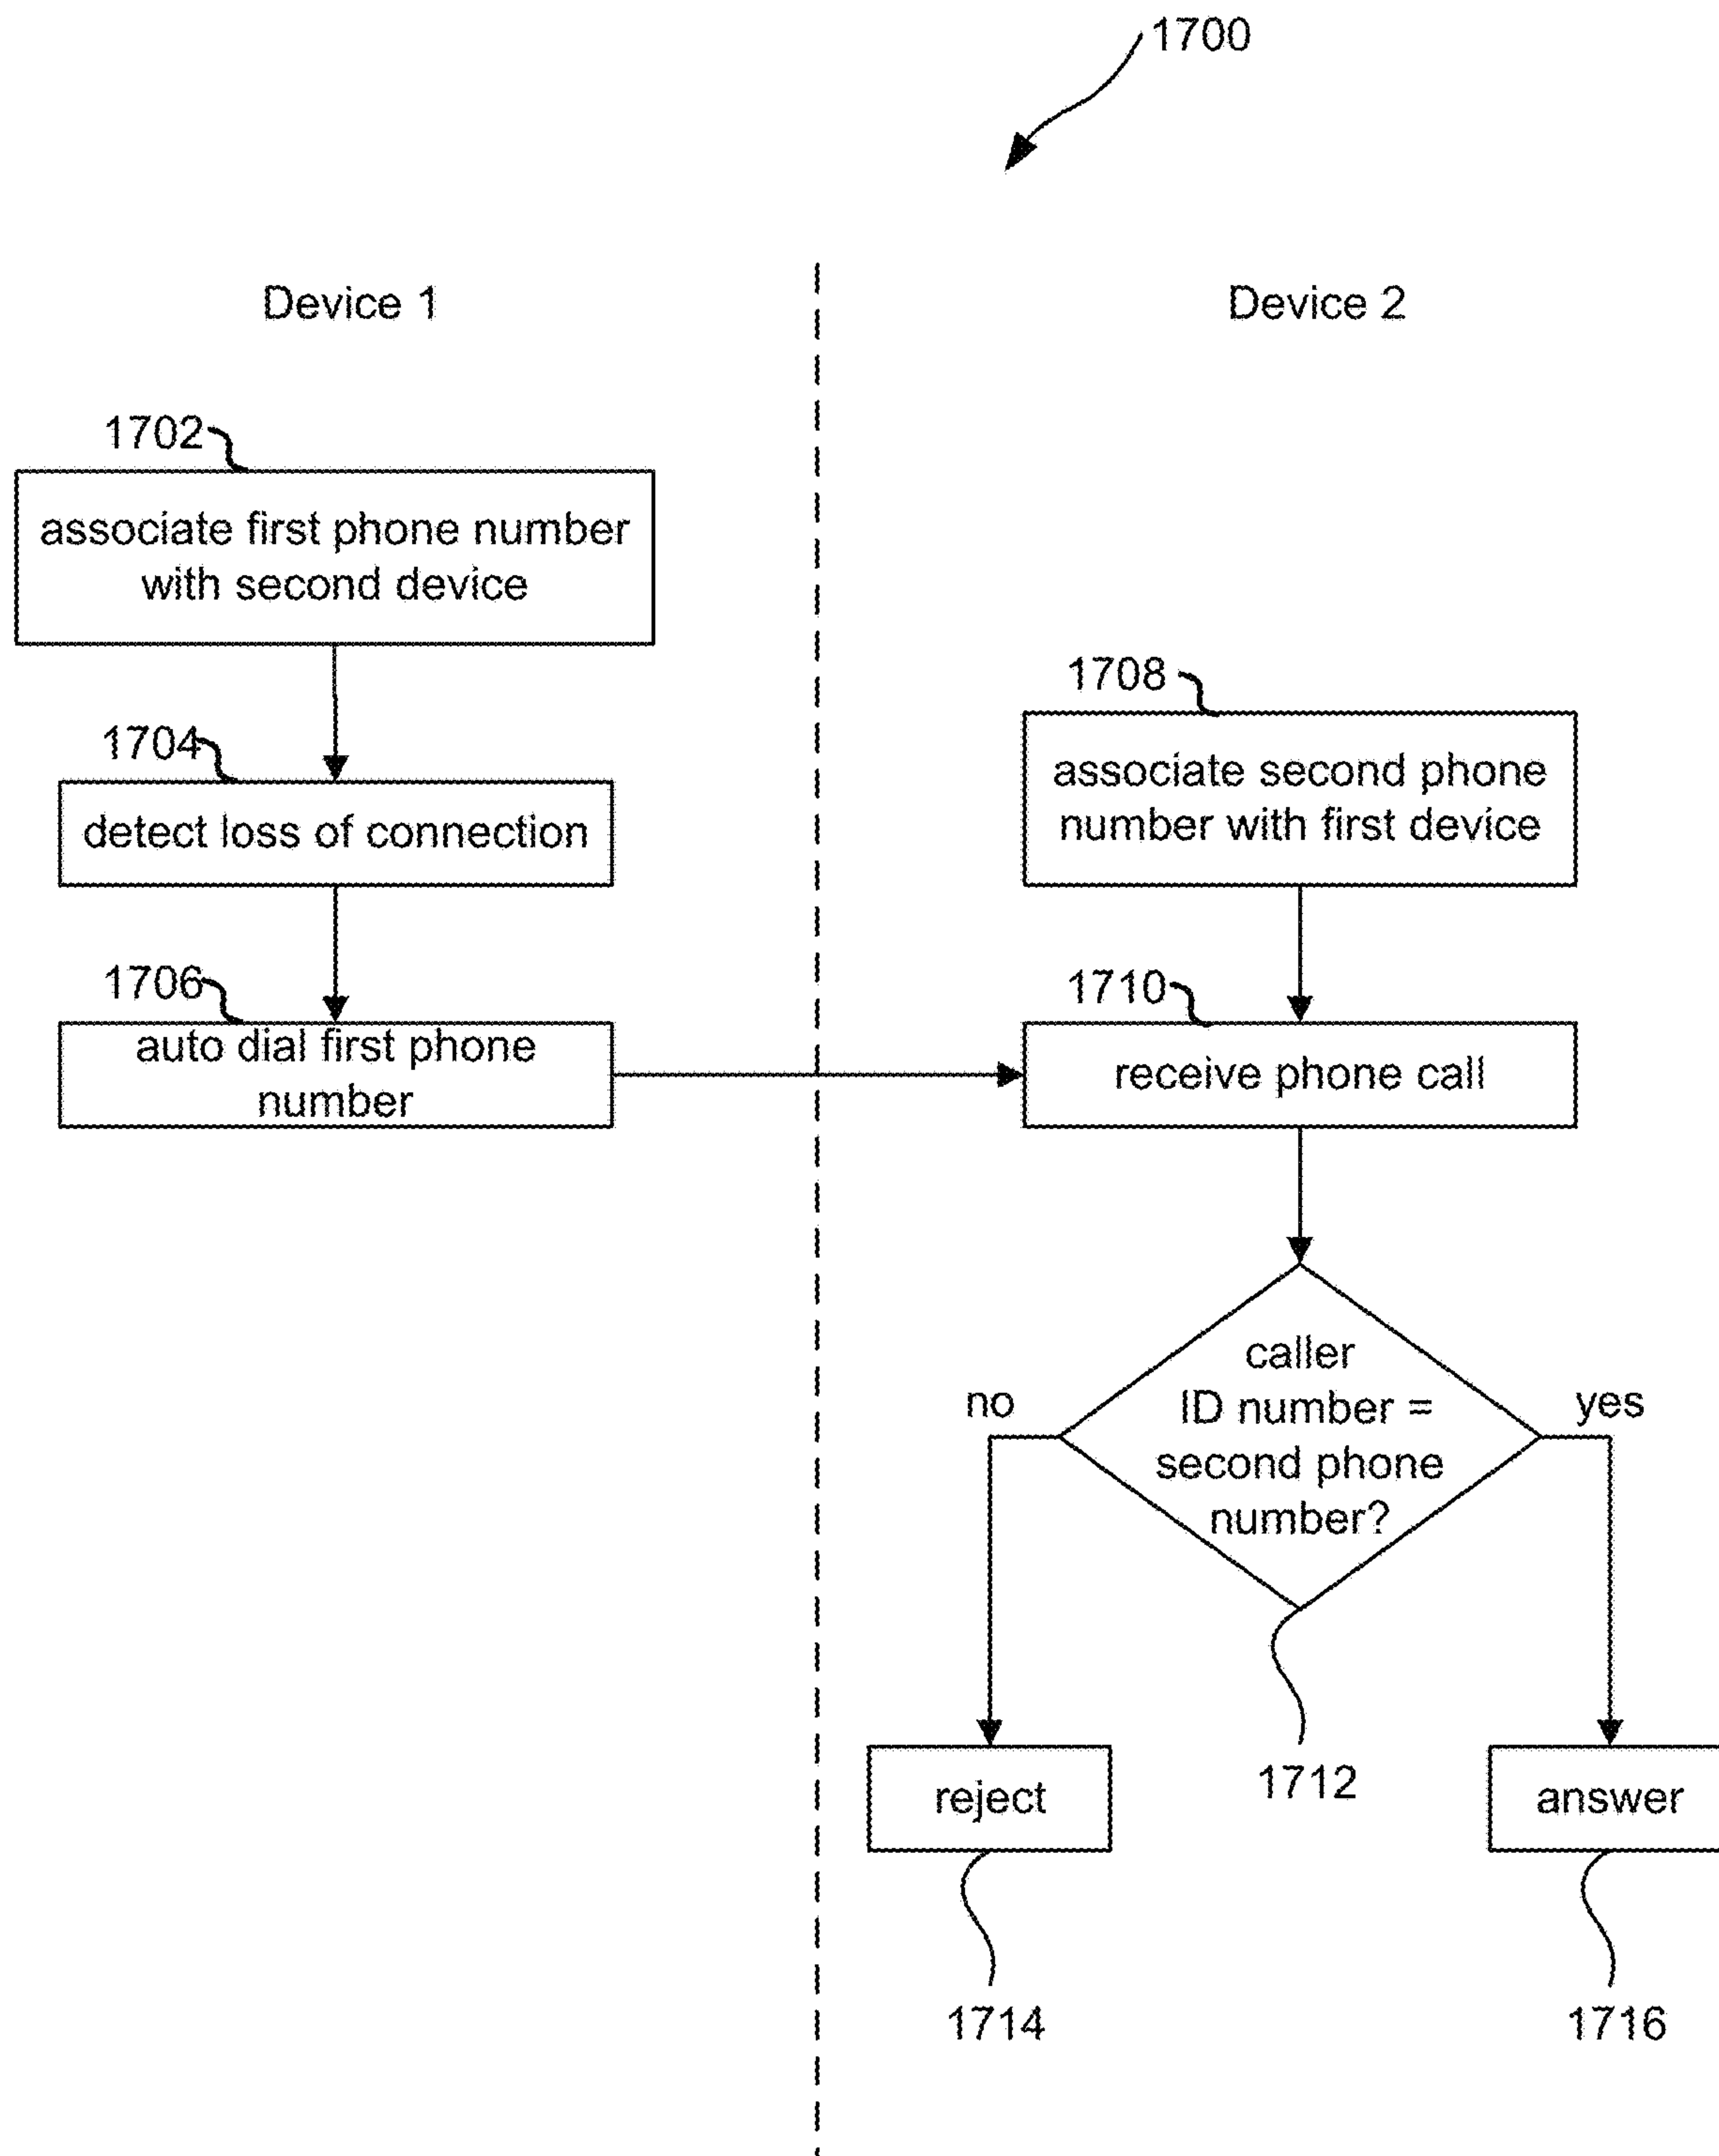 1700
Device 1
Device 2
1702
associate first phone number
with second device
1704
detect loss of connection
1706
auto dial first phone
number
1708
associate second phone
number with first device
1710
receive phone call
caller
ID number =
second phone
number?
no
yes
1712
reject
answer
1714
1716